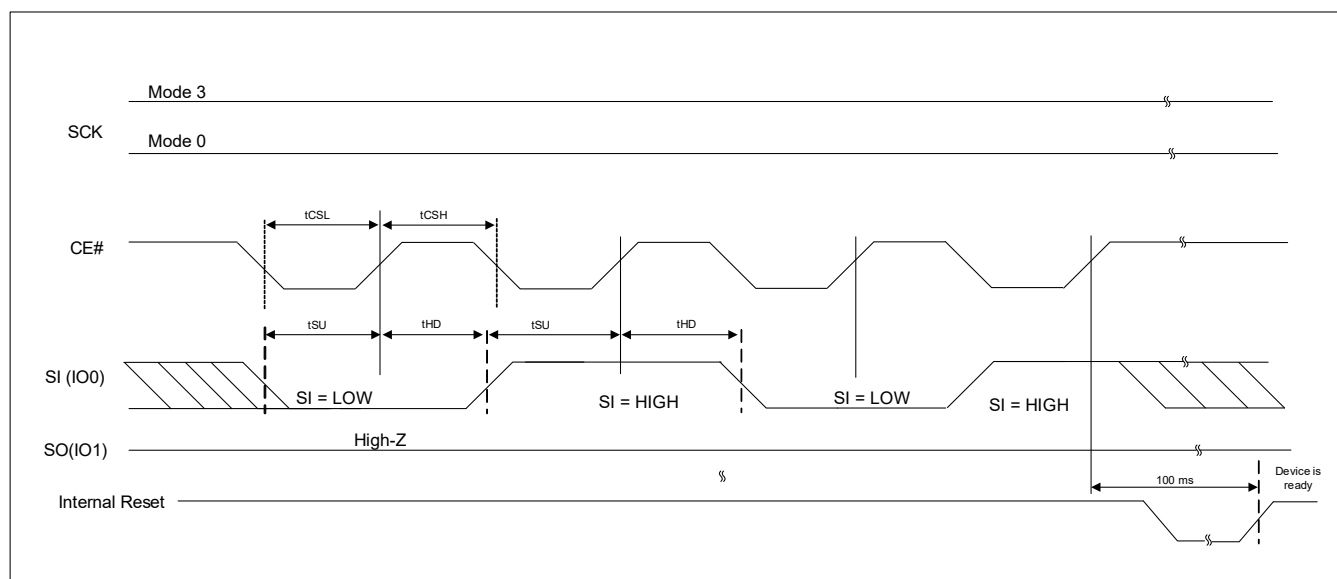 Mode 3
SCK
Mode 0
tCSL
tCSH
CE#
tSU
tHD
tSU
tHD
SI (IO0)
SI = LOW
SI = HIGH
SI = LOW
SI = HIGH
High-Z
SO(IO1)
100 ms
Device is
ready
Internal Reset